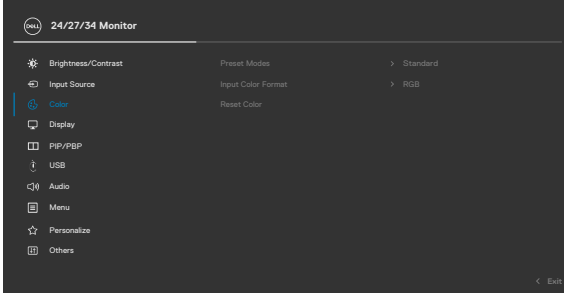 DELL 24/27/34 Monitor
Brightness/Contrast Preset Modes > Standard
Input Source Input Color Format > RGB
Color Reset Color
Display
PIP/PBP
USB
Audio
Menu
Personalize
Others
< Exit